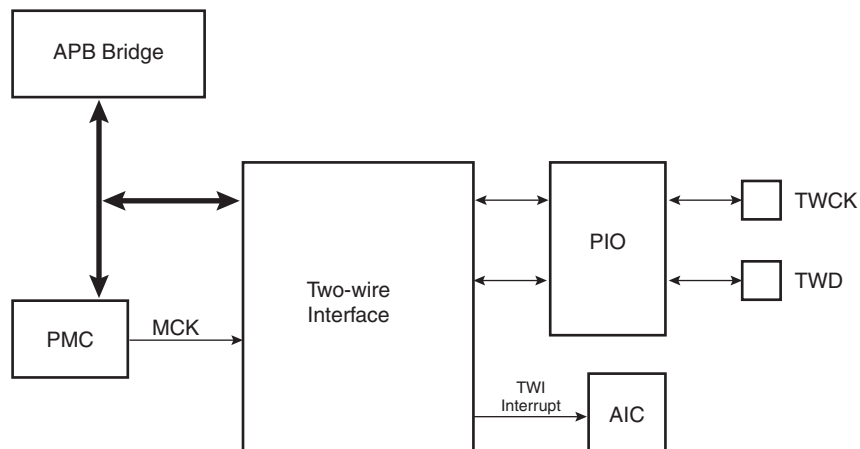 APB Bridge
TWCK
PIO
TWD
Two-wire
Interface
MCK
PMC
TWI
Interrupt
AIC